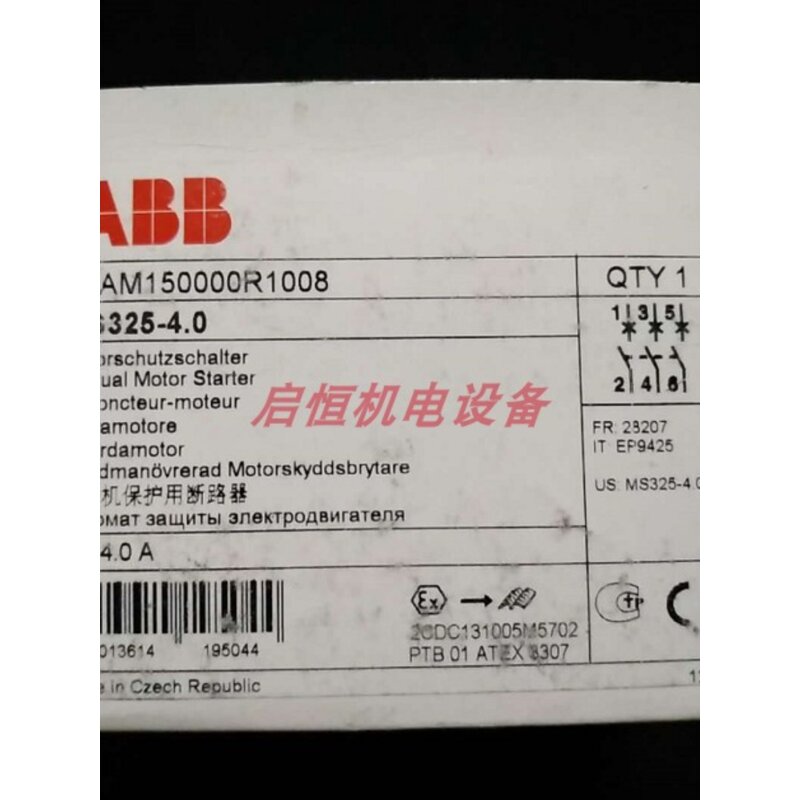 ABB
AM150000R1008
S325-4.0
orschutzschalter
ual Motor Starter
oncteur-moteur
amotore
rdamotor
dmanövrerad Motorskyddsbrytare
机保护用断路器
омат защиты электродвигателя
4.0 A
013614 195044
in Czech Republic
启恒机电设备
QTY 1
1 3 5
2 4 6
FR: 28207
IT: EP9425
US: MS325-4.0
Ex
2CDC131005M5702
PTB 01 ATEX 3307